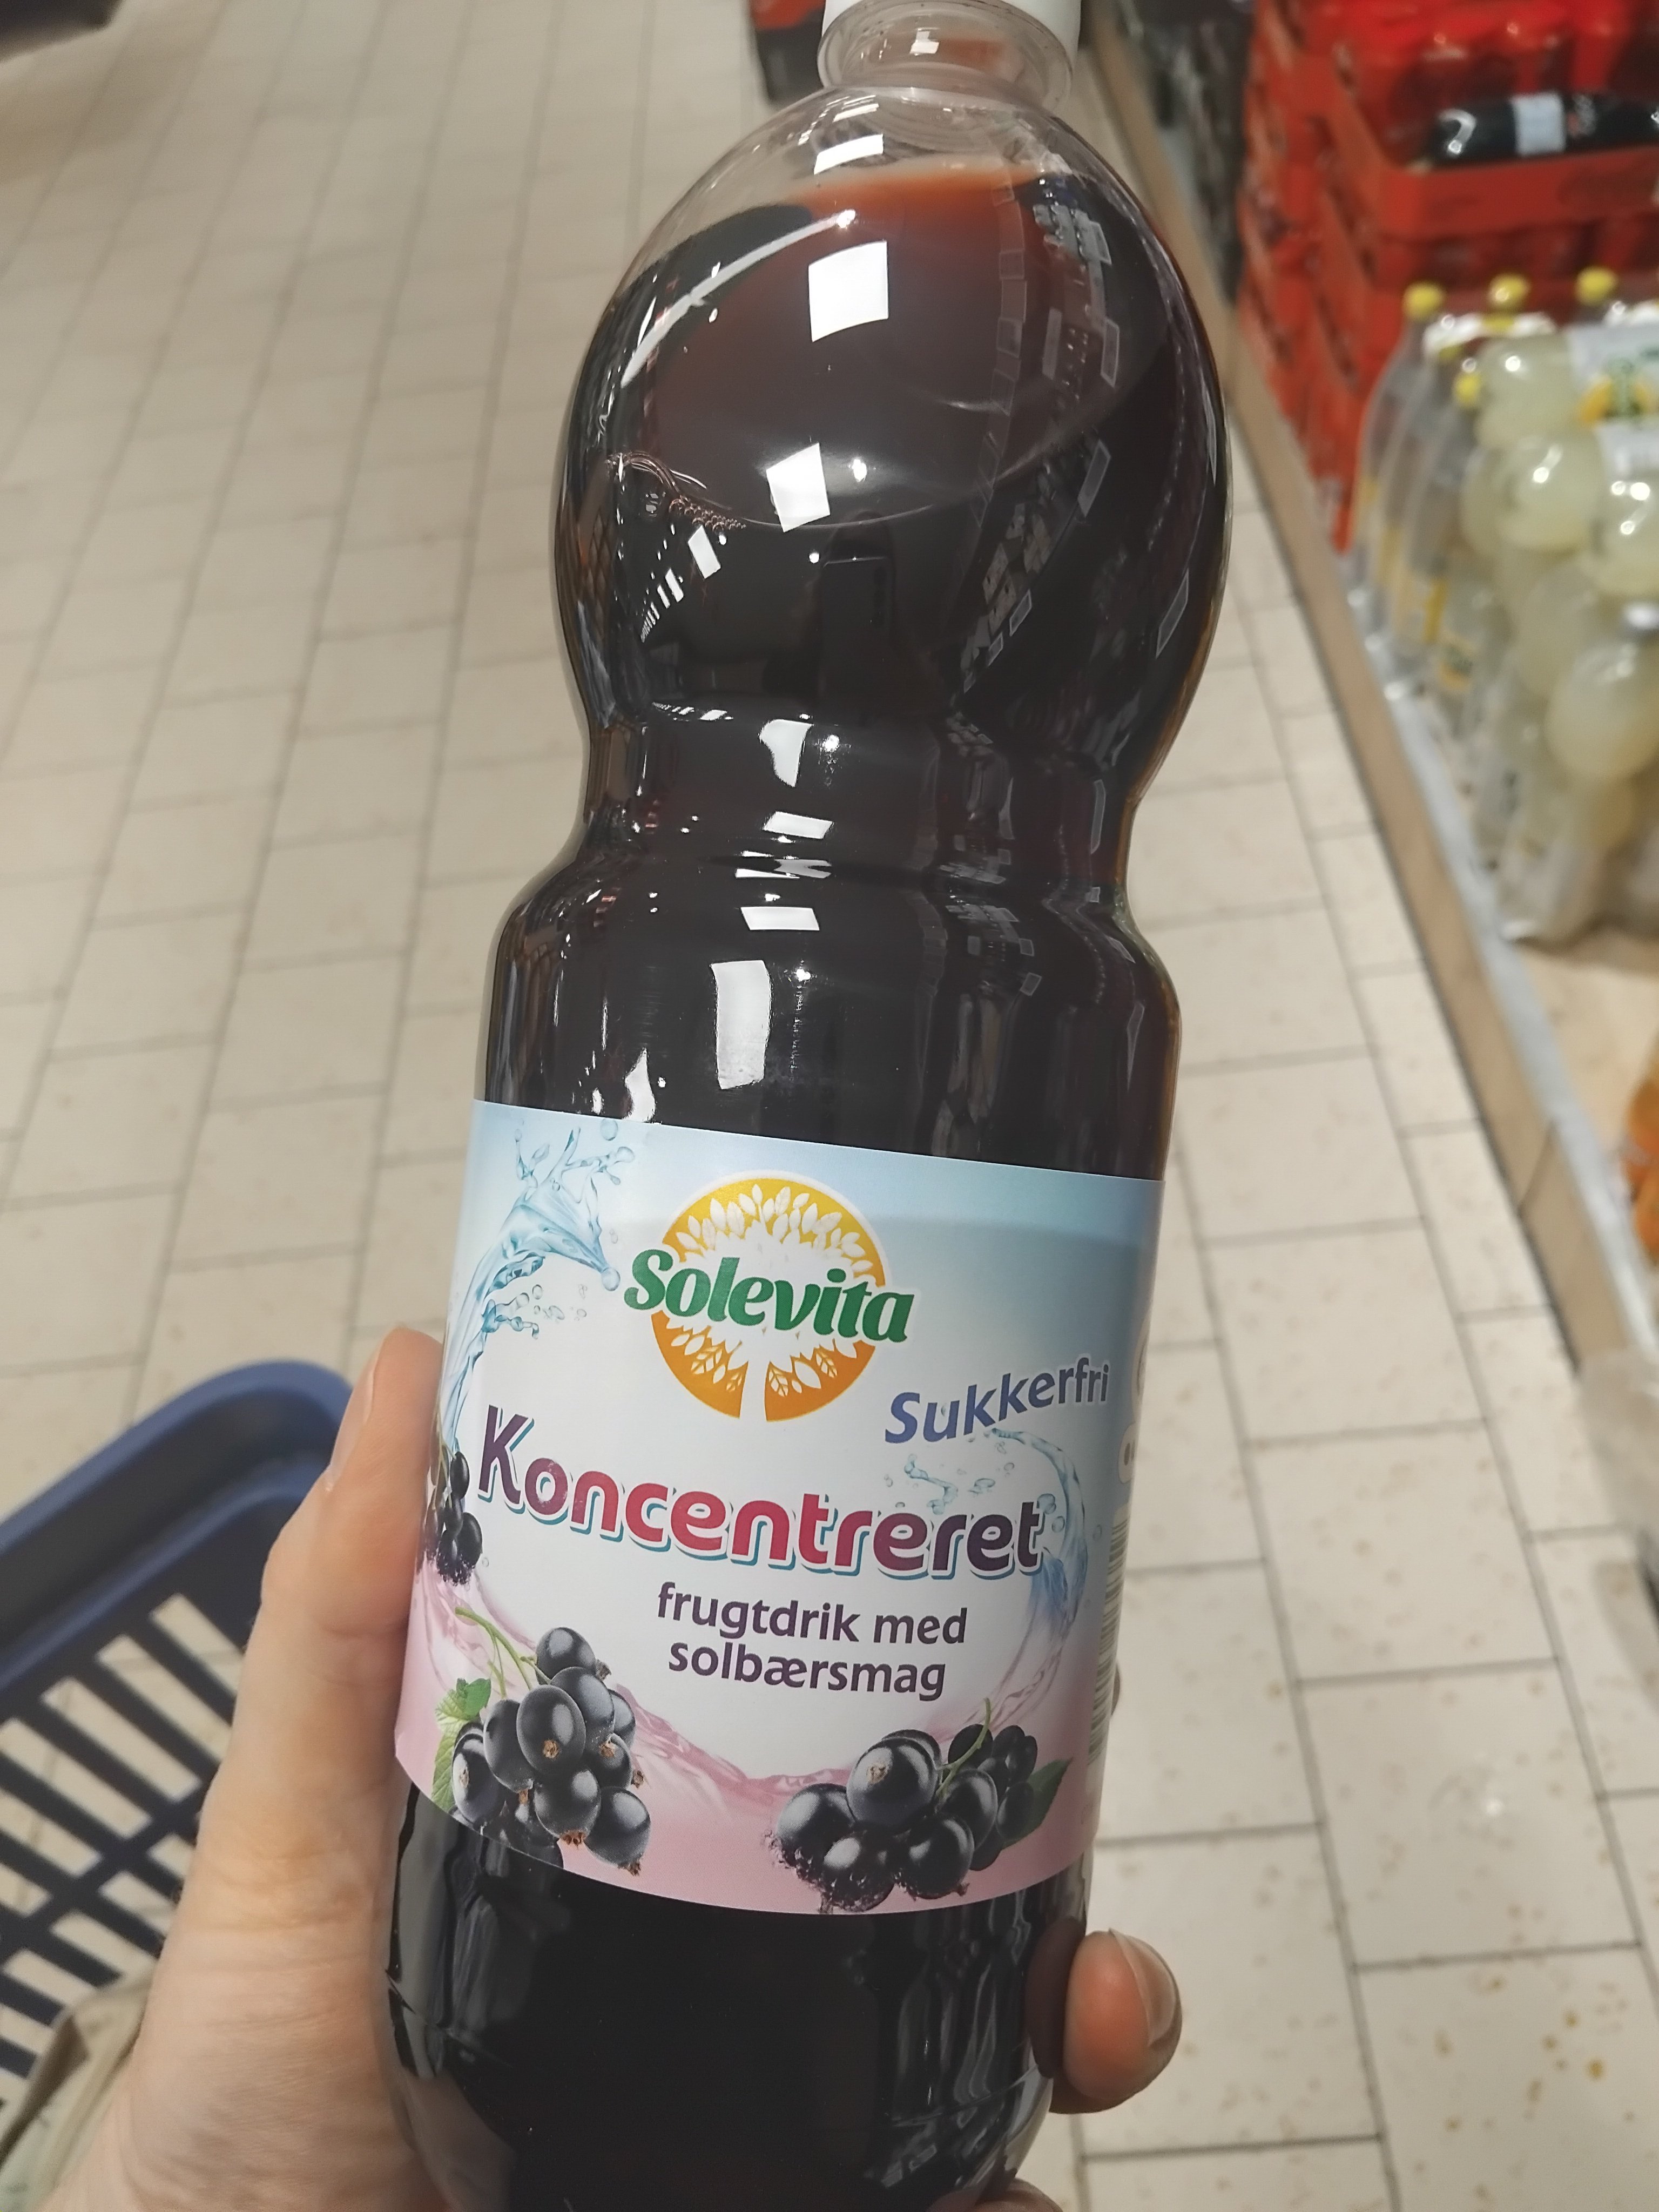 Solevita
Sukkerfri
Koncentreret
frugtdrik med
solbærsmag